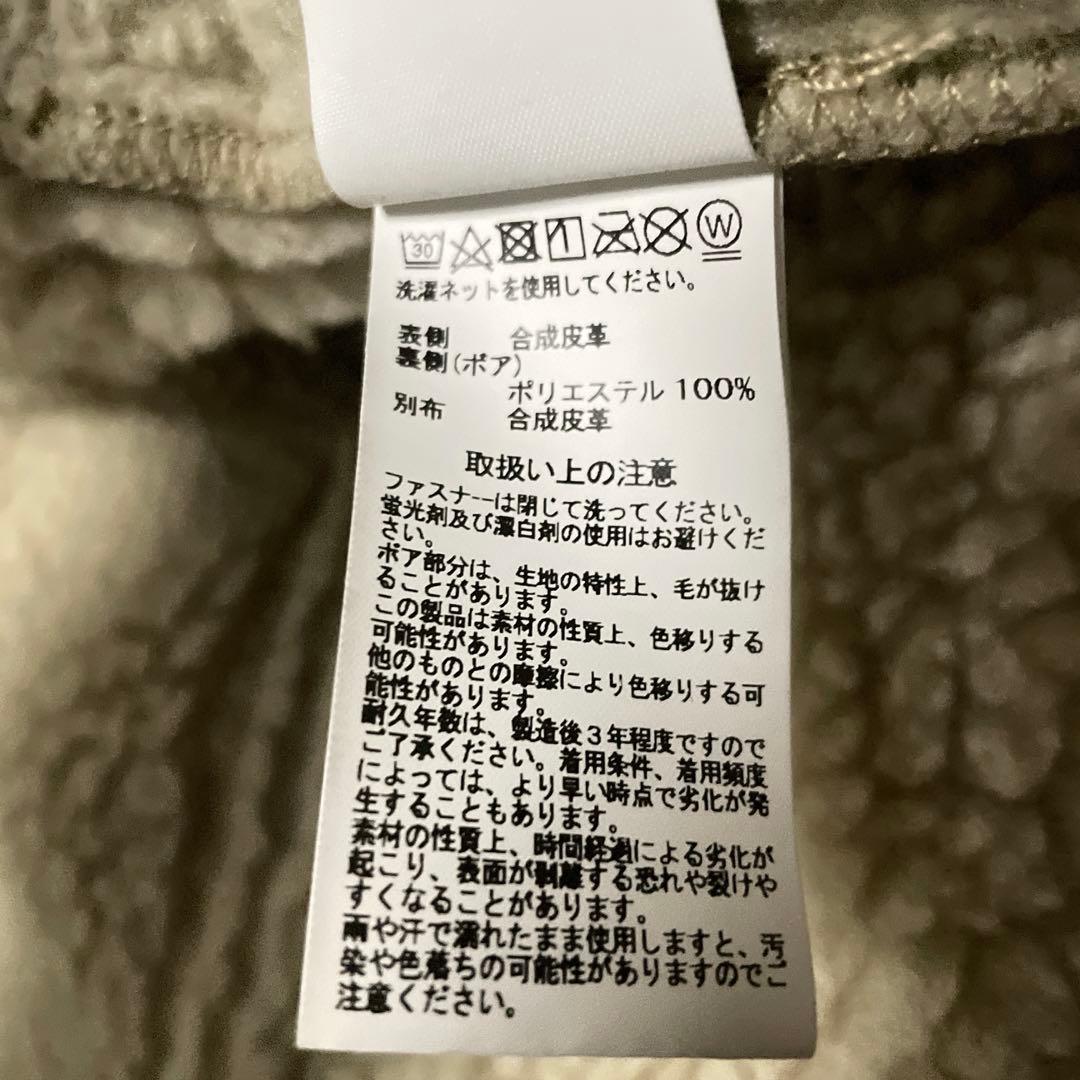 30 W
洗濯ネットを使用してください。
表側 合成皮革
裏側(ボア)
ポリエステル 100%
別布 合成皮革
取扱い上の注意
ファスナーは閉じて洗ってください。
蛍光剤及び漂白剤の使用はお避けくだ
さい。
ボア部分は、生地の特性上、毛が抜け
ることがあります。
この製品は素材の性質上、色移りする
可能性があります。
他のものとの摩擦により色移りする可
能性があります。
耐久年数は、製造後3年程度ですので
ご了承ください。着用条件、着用頻度
によっては、より早い時点で劣化が発
生することもあります。
素材の性質上、時間経過による劣化が
起こり、表面が剥離する恐れや裂けや
すくなることがあります。
雨や汗で濡れたまま使用しますと、汚
染や色落ちの可能性がありますのでご
注意ください。